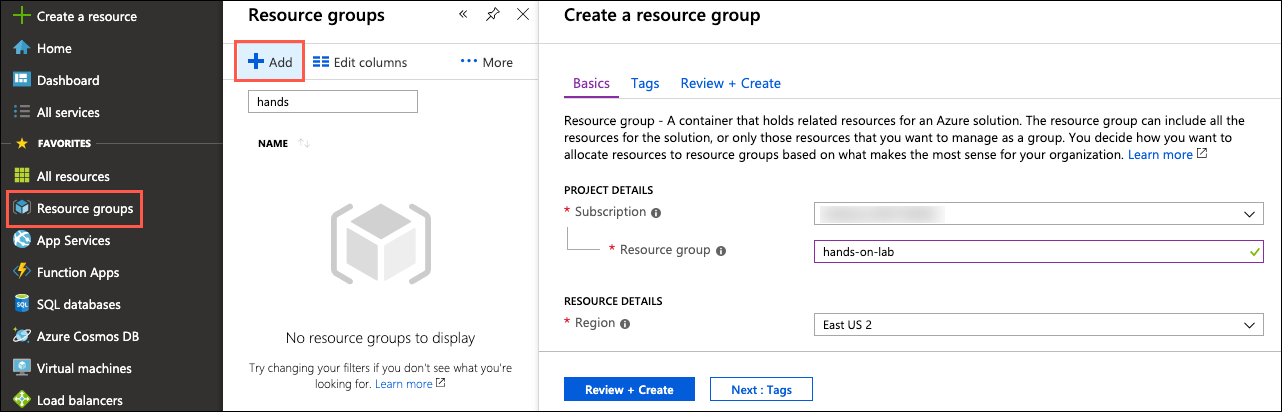 Create a resource
Home
Dashboard
All services
FAVORITES
All resources
Resource groups
App Services
Function Apps
SQL databases
Azure Cosmos DB
Virtual machines
Load balancers
Resource groups
Add
Edit columns
More
hands
NAME
No resource groups to display
Try changing your filters if you don't see what you're
looking for. Learn more
Create a resource group
Basics
Tags
Review + Create
Resource group - A container that holds related resources for an Azure solution. The resource group can include all the
resources for the solution, or only those resources that you want to manage as a group. You decide how you want to
allocate resources to resource groups based on what makes the most sense for your organization. Learn more
PROJECT DETAILS
* Subscription
* Resource group
hands-on-lab
RESOURCE DETAILS
* Region
East US 2
Review + Create
Next : Tags